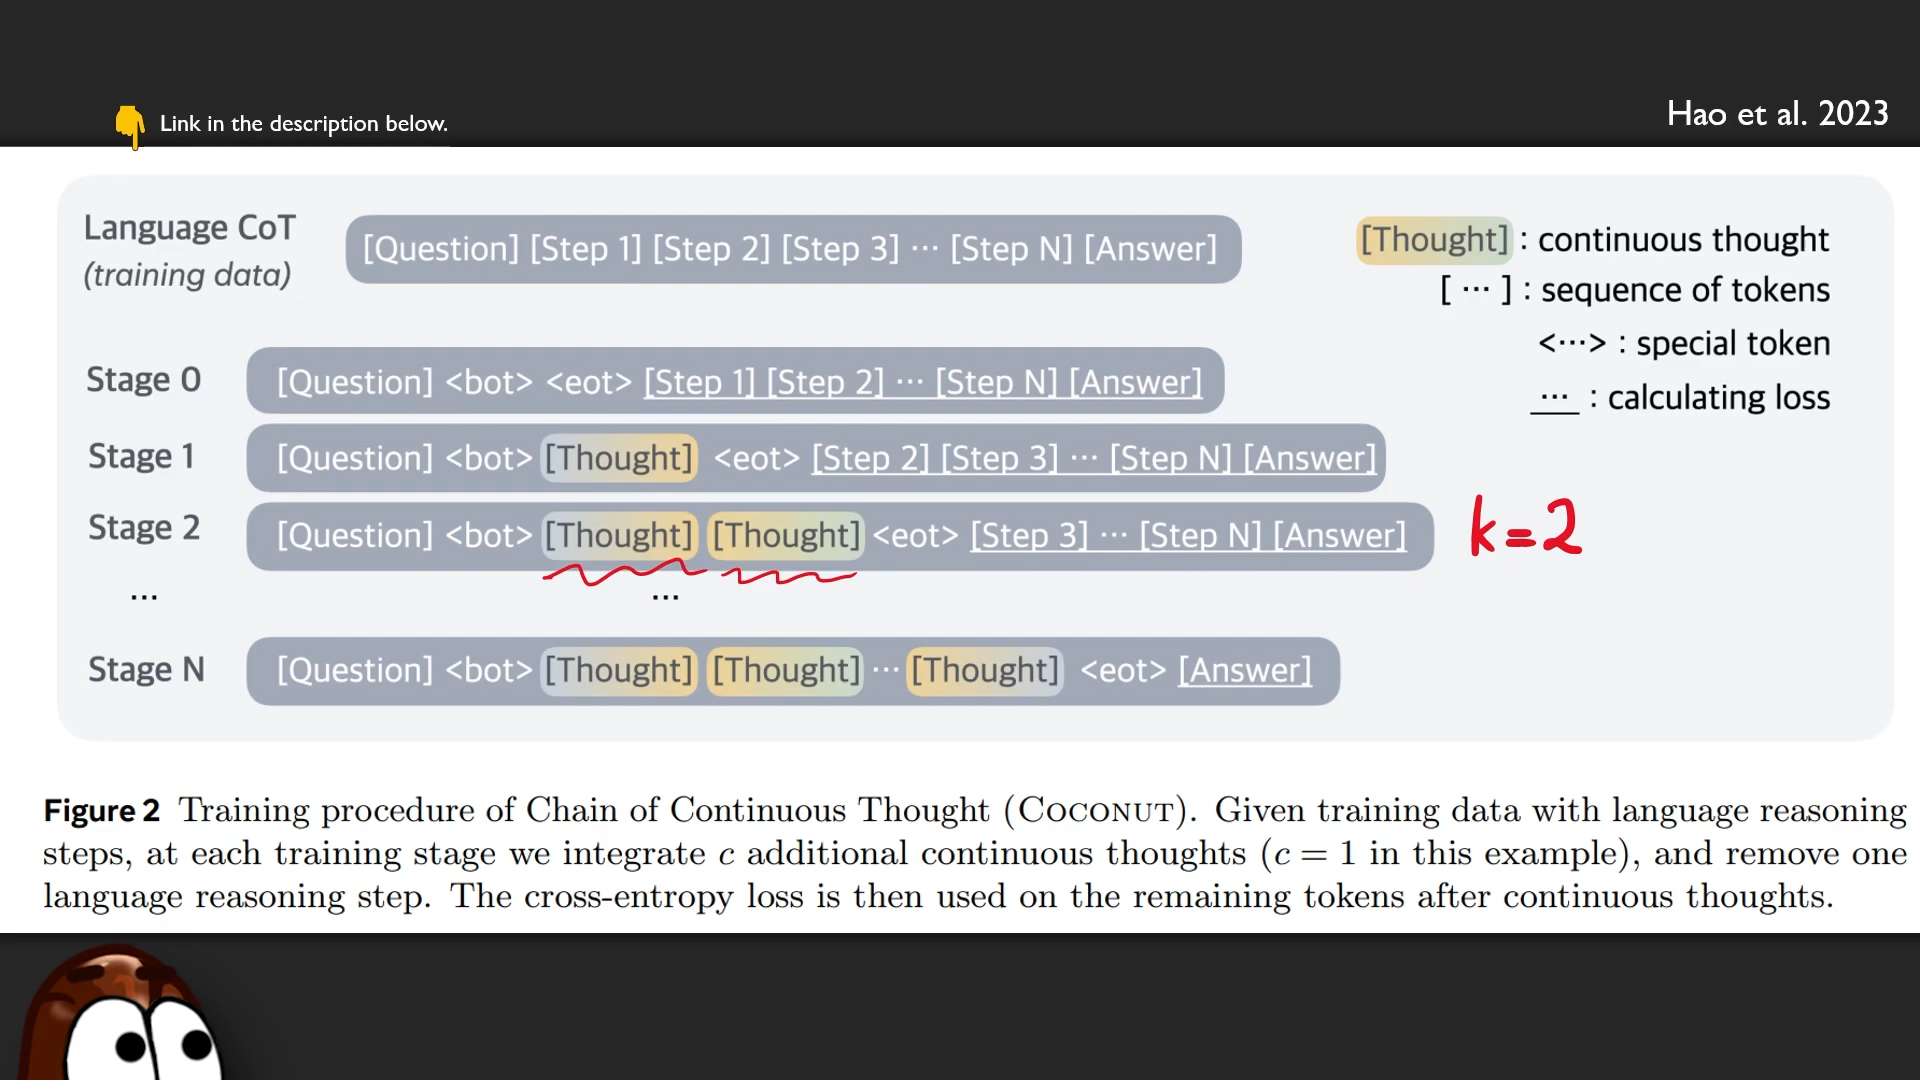 Link in the description below.
Hao et al. 2023
Language CoT
(training data)
[Question] [Step 1] [Step 2] [Step 3] ··· [Step N] [Answer]
[Thought] : continuous thought
[ ··· ] : sequence of tokens
<···> : special token
... : calculating loss
Stage 0
[Question] <bot> <eot> [Step 1] [Step 2] ··· [Step N] [Answer]
Stage 1
[Question] <bot> [Thought] <eot> [Step 2] [Step 3] ··· [Step N] [Answer]
Stage 2
[Question] <bot> [Thought] [Thought] <eot> [Step 3] ··· [Step N] [Answer]
k=2
... ...
Stage N
[Question] <bot> [Thought] [Thought] ··· [Thought] <eot> [Answer]
Figure 2 Training procedure of Chain of Continuous Thought (COCONUT). Given training data with language reasoning
steps, at each training stage we integrate c additional continuous thoughts (c = 1 in this example), and remove one
language reasoning step. The cross-entropy loss is then used on the remaining tokens after continuous thoughts.